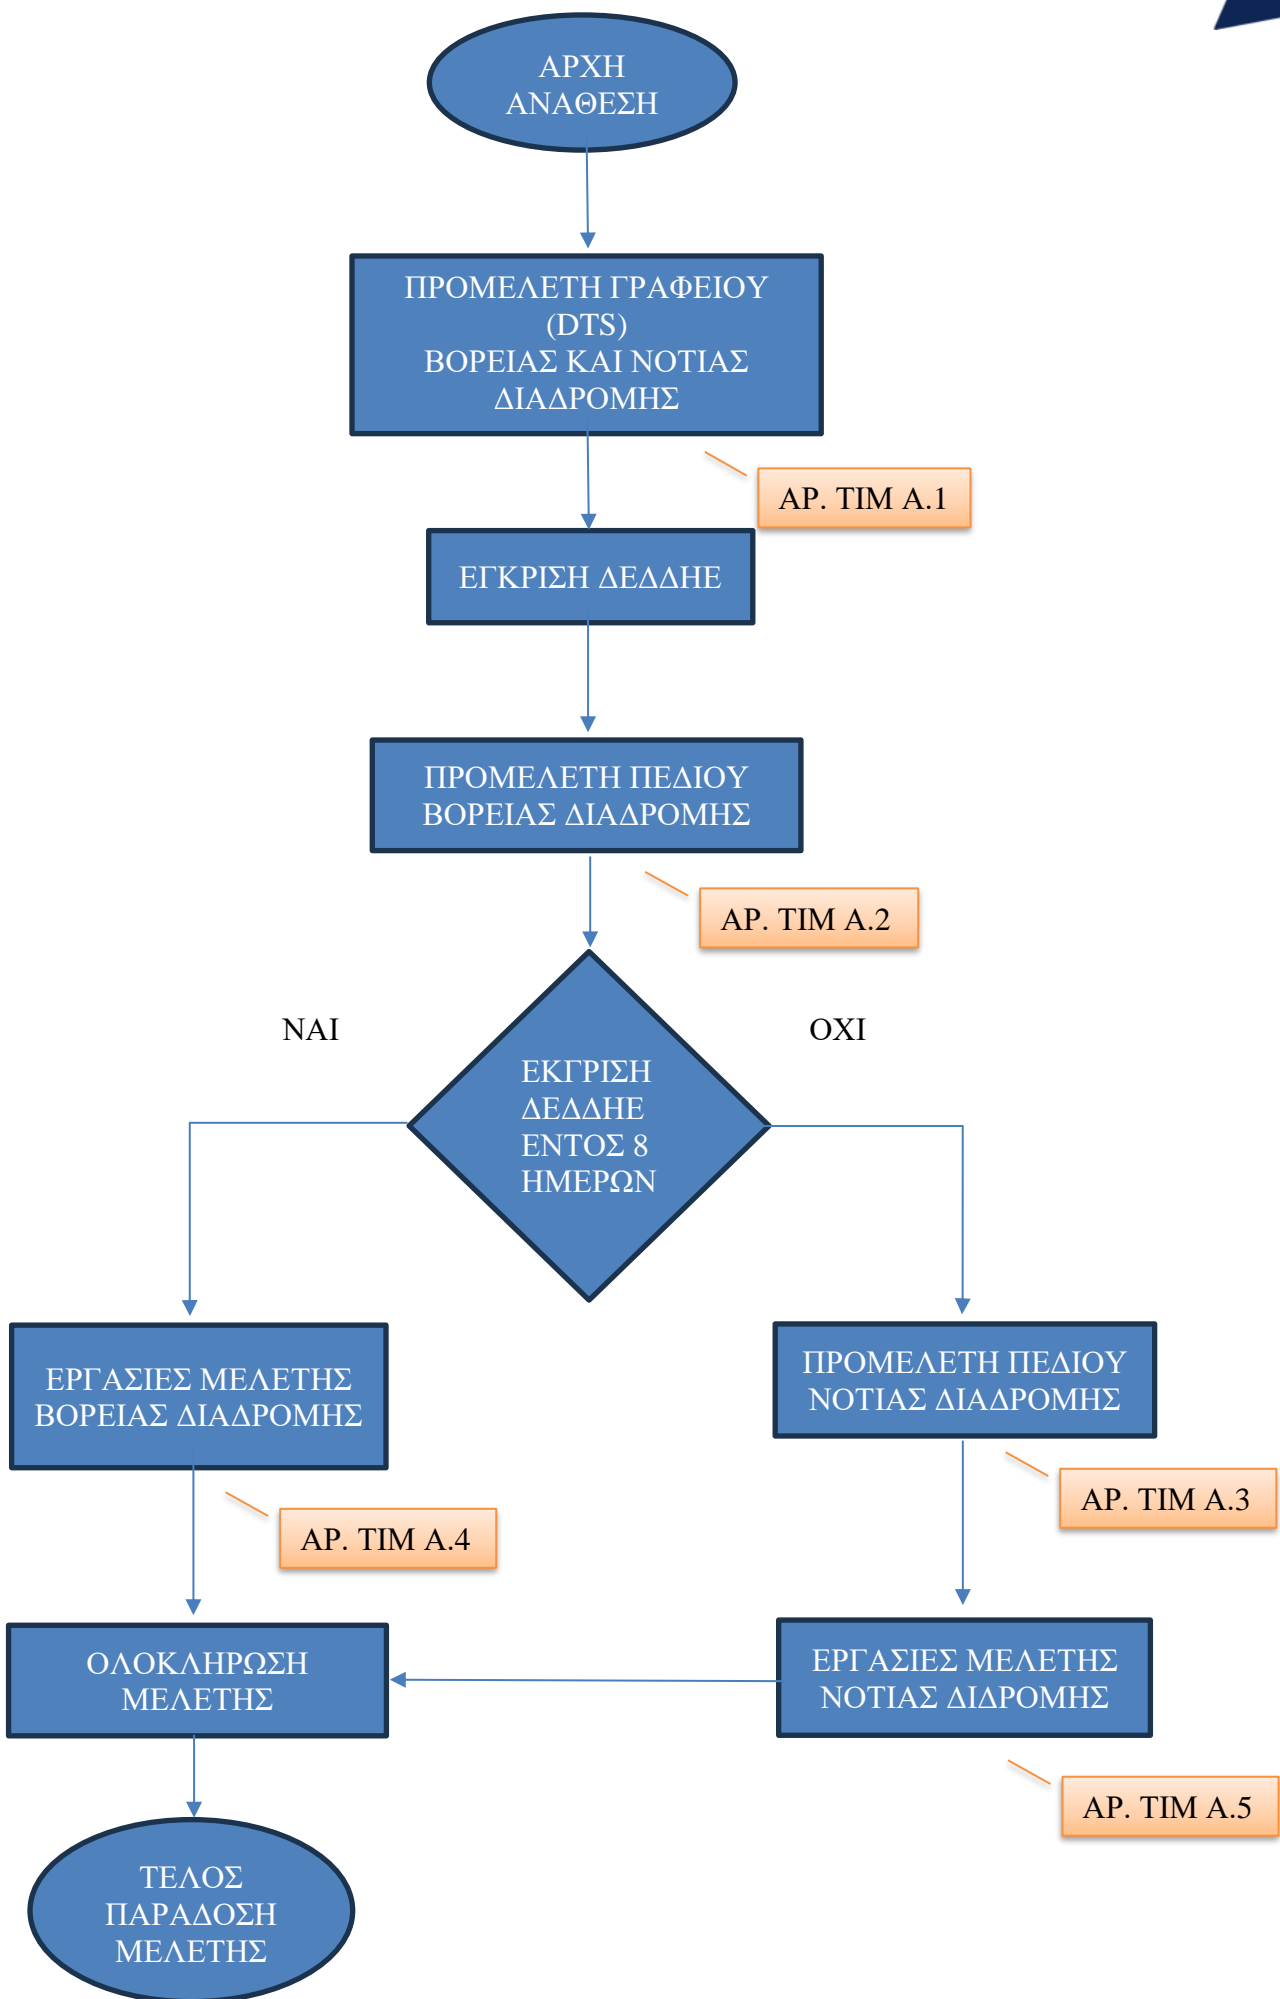 ΑΡΧΗ
ΑΝΑΘΕΣΗ
ΠΡΟΜΕΛΕΤΗ ΓΡΑΦΕΙΟΥ
(DTS)
ΒΟΡΕΙΑΣ ΚΑΙ ΝΟΤΙΑΣ
ΔΙΑΔΡΟΜΗΣ
ΑΡ. ΤΙΜ Α.1
ΕΓΚΡΙΣΗ ΔΕΔΔΗΕ
ΠΡΟΜΕΛΕΤΗ ΠΕΔΙΟΥ
ΒΟΡΕΙΑΣ ΔΙΑΔΡΟΜΗΣ
ΑΡ. ΤΙΜ Α.2
ΝΑΙ
ΟΧΙ
ΕΚΓΡΙΣΗ
ΔΕΔΔΗΕ
ΕΝΤΟΣ 8
ΗΜΕΡΩΝ
ΕΡΓΑΣΙΕΣ ΜΕΛΕΤΗΣ
ΒΟΡΕΙΑΣ ΔΙΑΔΡΟΜΗΣ
ΠΡΟΜΕΛΕΤΗ ΠΕΔΙΟΥ
ΝΟΤΙΑΣ ΔΙΑΔΡΟΜΗΣ
ΑΡ. ΤΙΜ Α.3
ΑΡ. ΤΙΜ Α.4
ΟΛΟΚΛΗΡΩΣΗ
ΜΕΛΕΤΗΣ
ΕΡΓΑΣΙΕΣ ΜΕΛΕΤΗΣ
ΝΟΤΙΑΣ ΔΙΔΡΟΜΗΣ
ΑΡ. ΤΙΜ Α.5
ΤΕΛΟΣ
ΠΑΡΑΔΟΣΗ
ΜΕΛΕΤΗΣ